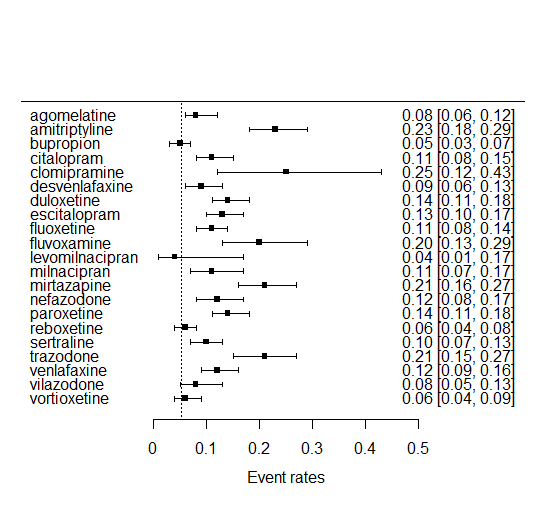 agomelatine 0.08 [0.06, 0.12]
amitriptyline 0.23 [0.18, 0.29]
bupropion 0.05 [0.03, 0.07]
citalopram 0.11 [0.08, 0.15]
clomipramine 0.25 [0.12, 0.43]
desvenlafaxine 0.09 [0.06, 0.13]
duloxetine 0.14 [0.11, 0.18]
escitalopram 0.13 [0.10, 0.17]
fluoxetine 0.11 [0.08, 0.14]
fluvoxamine 0.20 [0.13, 0.29]
levomilnacipran 0.04 [0.01, 0.17]
milnacipran 0.11 [0.07, 0.17]
mirtazapine 0.21 [0.16, 0.27]
nefazodone 0.12 [0.08, 0.17]
paroxetine 0.14 [0.11, 0.18]
reboxetine 0.06 [0.04, 0.08]
sertraline 0.10 [0.07, 0.13]
trazodone 0.21 [0.15, 0.27]
venlafaxine 0.12 [0.09, 0.16]
vilazodone 0.08 [0.05, 0.13]
vortioxetine 0.06 [0.04, 0.09]
0 0.1 0.2 0.3 0.4 0.5
Event rates